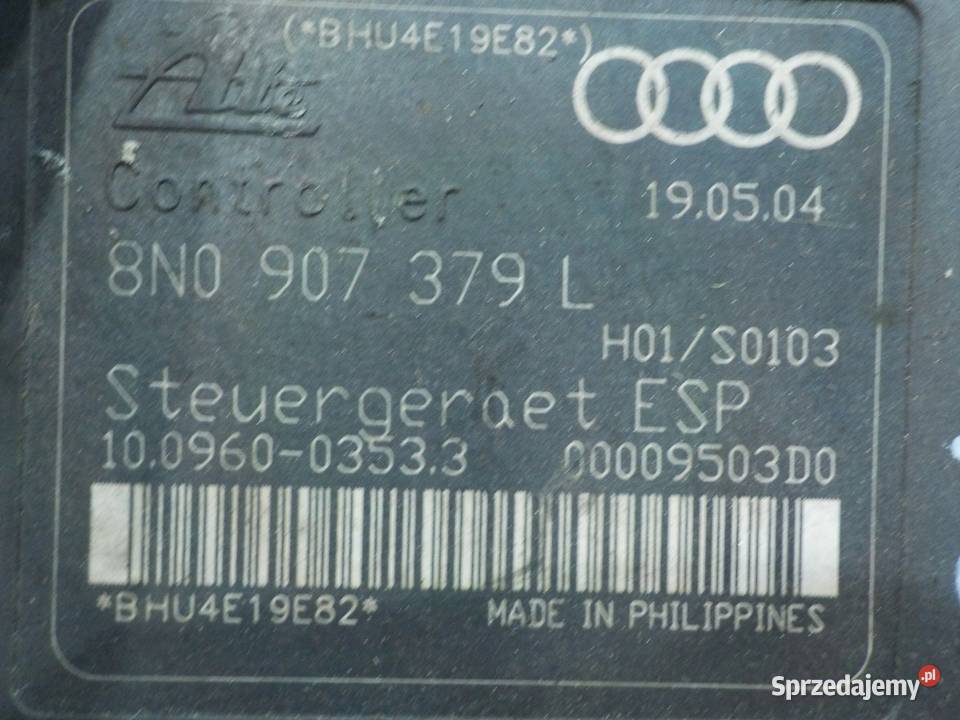 (*BHU4E19E82*)
Ate
Controller
19.05.04
8N0 907 379 L
H01/S0103
Steuergeraet ESP
10.0960-0353.3 00009503D0
*BHU4E19E82* MADE IN PHILIPPINES
Sprzedajemy.pl